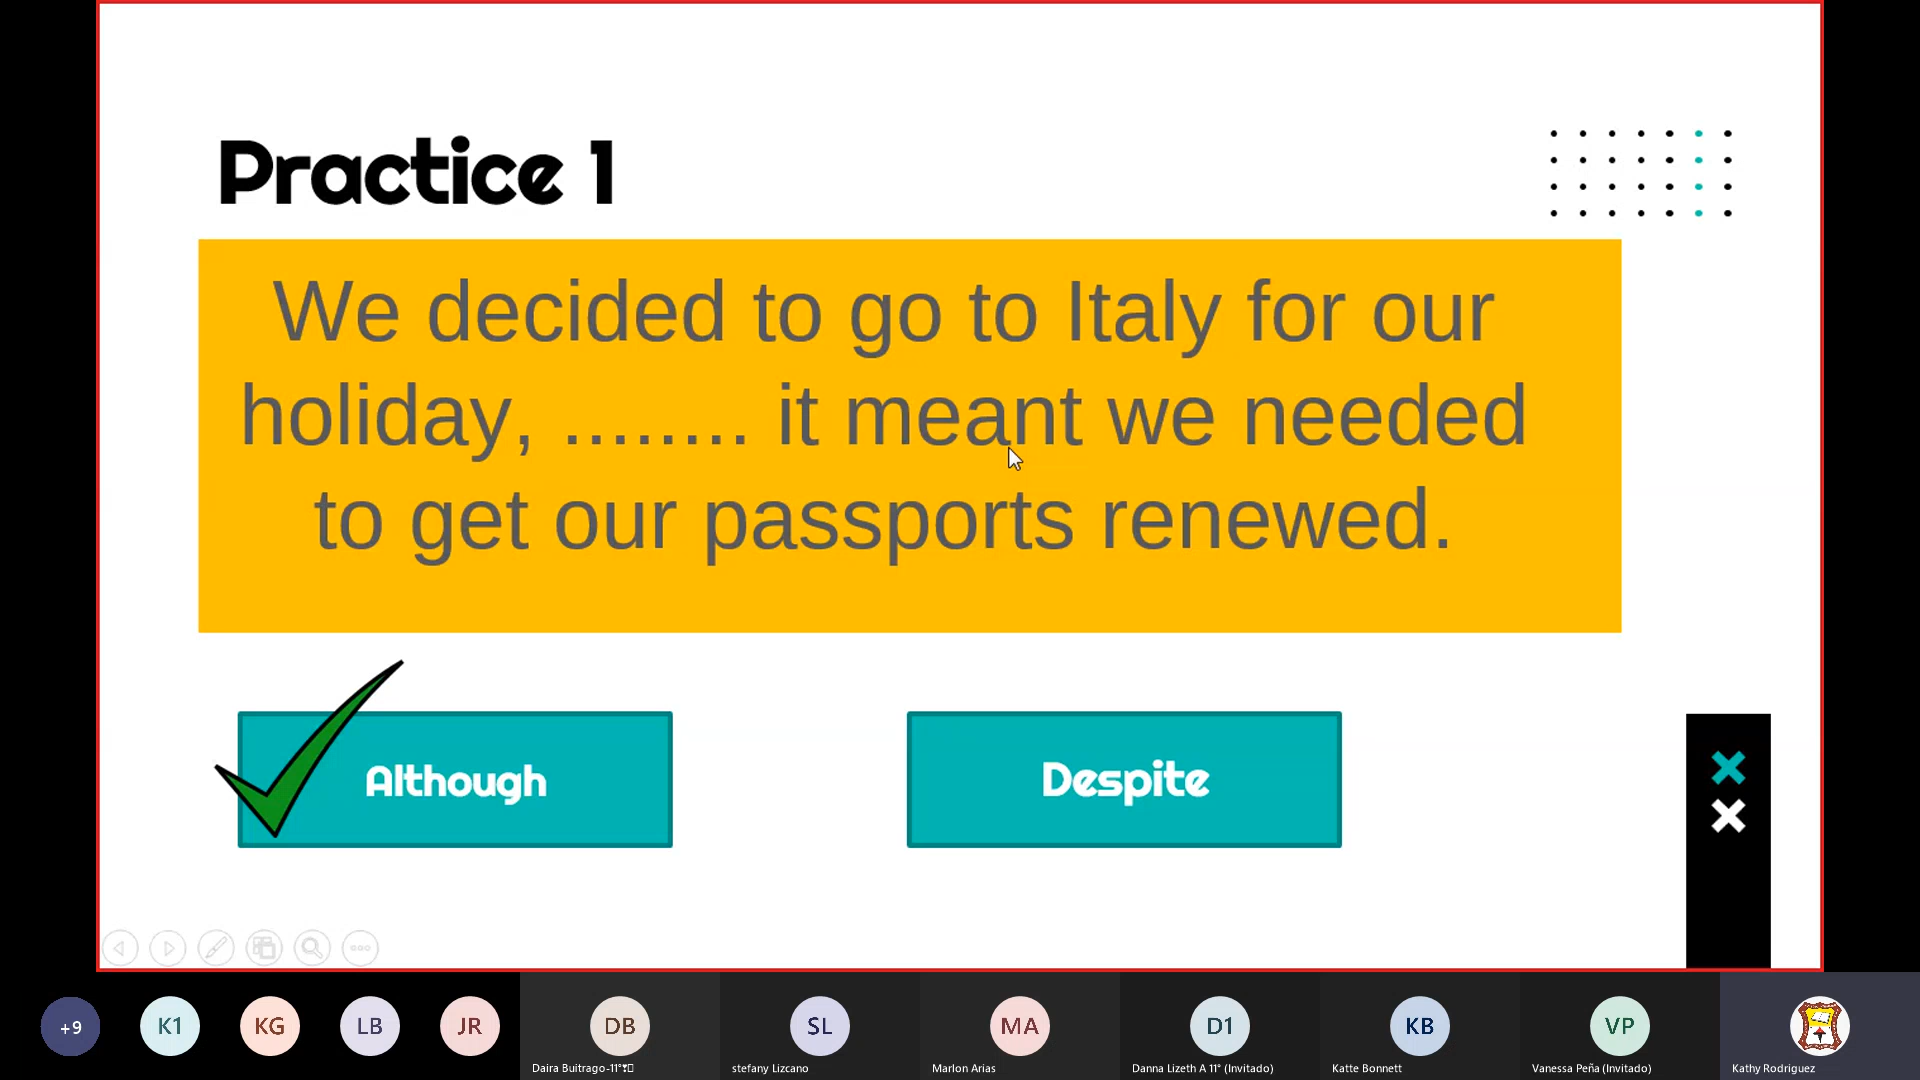 Practice 1
We decided to go to Italy for our
holiday, ........ it meant we needed
to get our passports renewed.
Although
Despite
+9
K1
KG
LB
JR
DB
SL
MA
D1
KB
VP
Daira Buitrago-11°
stefany Lizcano
Marlon Arias
Danna Lizeth A 11° (Invitado)
Katte Bonnett
Vanessa Peña (Invitado)
Kathy Rodriguez